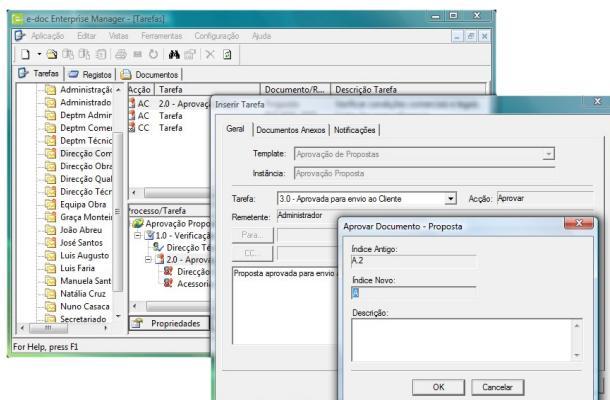 e-doc Enterprise Manager - [Tarefas]
Aplicação Editar Vistas Ferramentas Configuração Ajuda
Tarefas Registos Documentos
Administração
Administrado
Deptm Admir
Deptm Comer
Deptm Técnic
Direcção Com
Direcção Obra
Direcção Qual
Direcção Técr
Equipa Obra
Graça Monteir
João Abreu
José Santos
Luis Augusto
Luis Faria
Manuela Sant
Natália Cruz
Nuno Casaca
Secretariado
Acção Tarefa Documento/R... Descrição Tarefa
AC 2.0 - Aprovaç
AC Tarefa
CC Tarefa
Processo/Tarefa
Aprovação Propo
1.0 - Verificação
Direcção Té
2.0 - Aprova
Direcção
Acessoria
Propriedades
For Help, press F1
Inserir Tarefa
Geral Documentos Anexos Notificações
Template: Aprovação de Propostas
Instância: Aprovação Proposta
Tarefa: 3.0 - Aprovada para envio ao Cliente Acção: Aprovar
Remetente: Administrador
Para...
CC...
Proposta aprovada para envio
Aprovar Documento - Proposta
Índice Antigo:
A.2
Índice Novo:
A
Descrição:
OK Cancelar